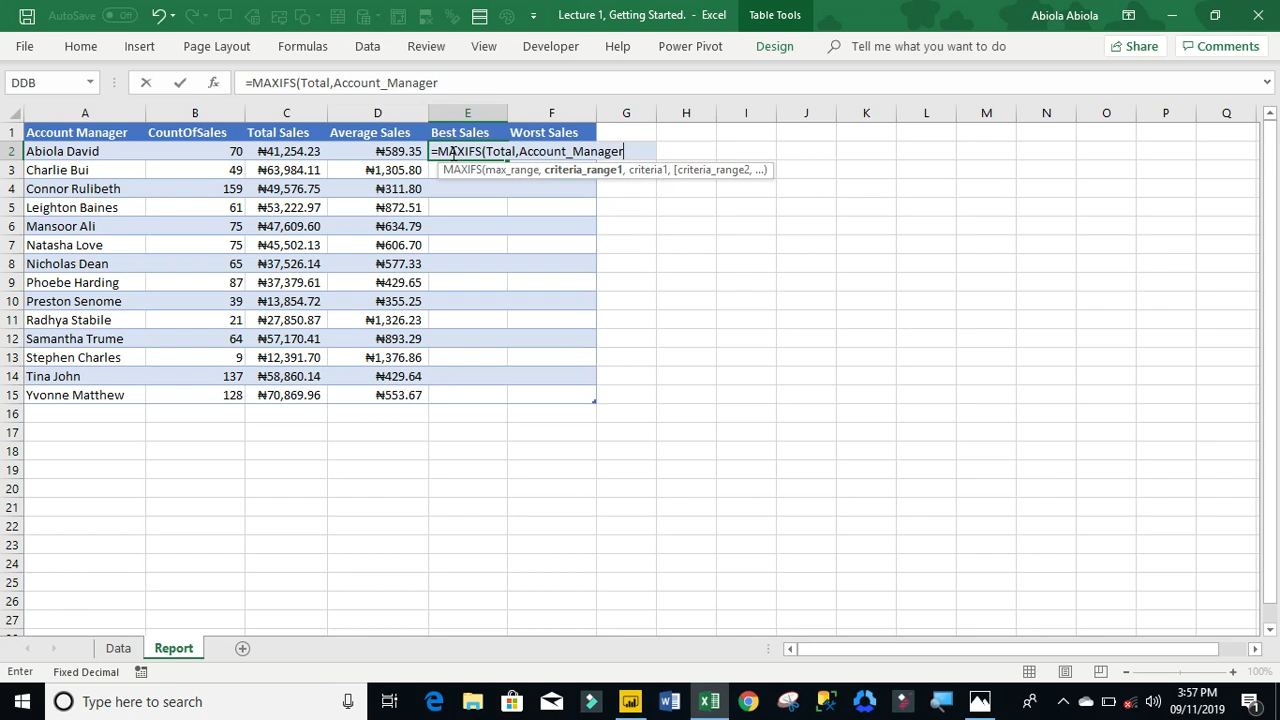 AutoSave Off Lecture 1, Getting Started. - Excel Table Tools Abiola Abiola
File Home Insert Draw Page Layout Formulas Data Review View Developer Help Power Pivot Design Tell me what you want to do Share Comments
DDB fx =MAXIFS(Total,Account_Manager
A B C D E F G H I J K L M N O P Q
1 Account Manager CountOfSales Total Sales Average Sales Best Sales Worst Sales
2 Abiola David 70 ₦41,254.23 ₦589.35 =MAXIFS(Total,Account_Manager
MAXIFS(max_range, criteria_range1, criteria1, [criteria_range2, ...)
3 Charlie Bui 49 ₦63,984.11 ₦1,305.80
4 Connor Rulibeth 159 ₦49,576.75 ₦311.80
5 Leighton Baines 61 ₦53,222.97 ₦872.51
6 Mansoor Ali 75 ₦47,609.60 ₦634.79
7 Natasha Love 75 ₦45,502.13 ₦606.70
8 Nicholas Dean 65 ₦37,526.14 ₦577.33
9 Phoebe Harding 87 ₦37,379.61 ₦429.65
10 Preston Senome 39 ₦13,854.72 ₦355.25
11 Radhya Stabile 21 ₦27,850.87 ₦1,326.23
12 Samantha Trume 64 ₦57,170.41 ₦893.29
13 Stephen Charles 9 ₦12,391.70 ₦1,376.86
14 Tina John 137 ₦58,860.14 ₦429.64
15 Yvonne Matthew 128 ₦70,869.96 ₦553.67
16
17
18
19
20
21
22
23
24
25
26
27
Data Report
Enter Fixed Decimal 100%
Type here to search 3:57 PM
09/11/2019